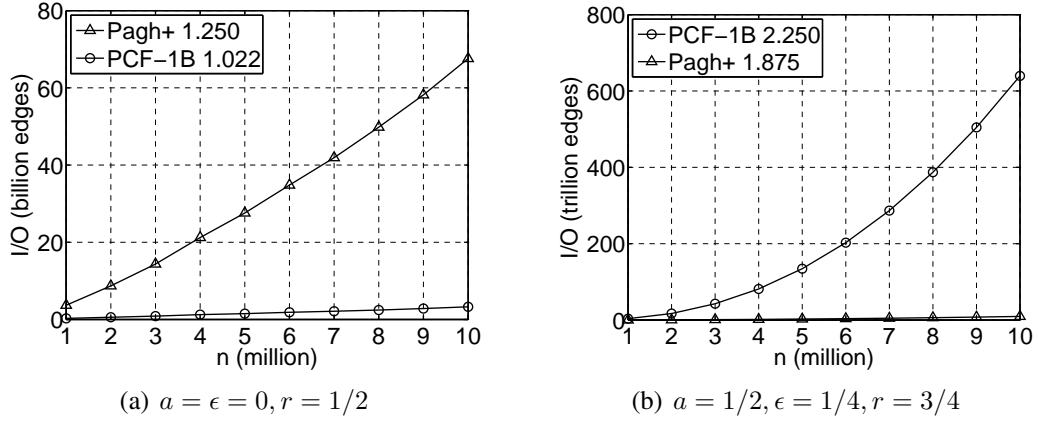 80
60
40
20
0
I/O (billion edges)
Pagh+ 1.250
PCF−1B 1.022
1 2 3 4 5 6 7 8 9 10
n (million)
(a) a = ϵ = 0, r = 1/2
800
600
400
200
0
I/O (trillion edges)
PCF−1B 2.250
Pagh+ 1.875
1 2 3 4 5 6 7 8 9 10
n (million)
(b) a = 1/2, ϵ = 1/4, r = 3/4